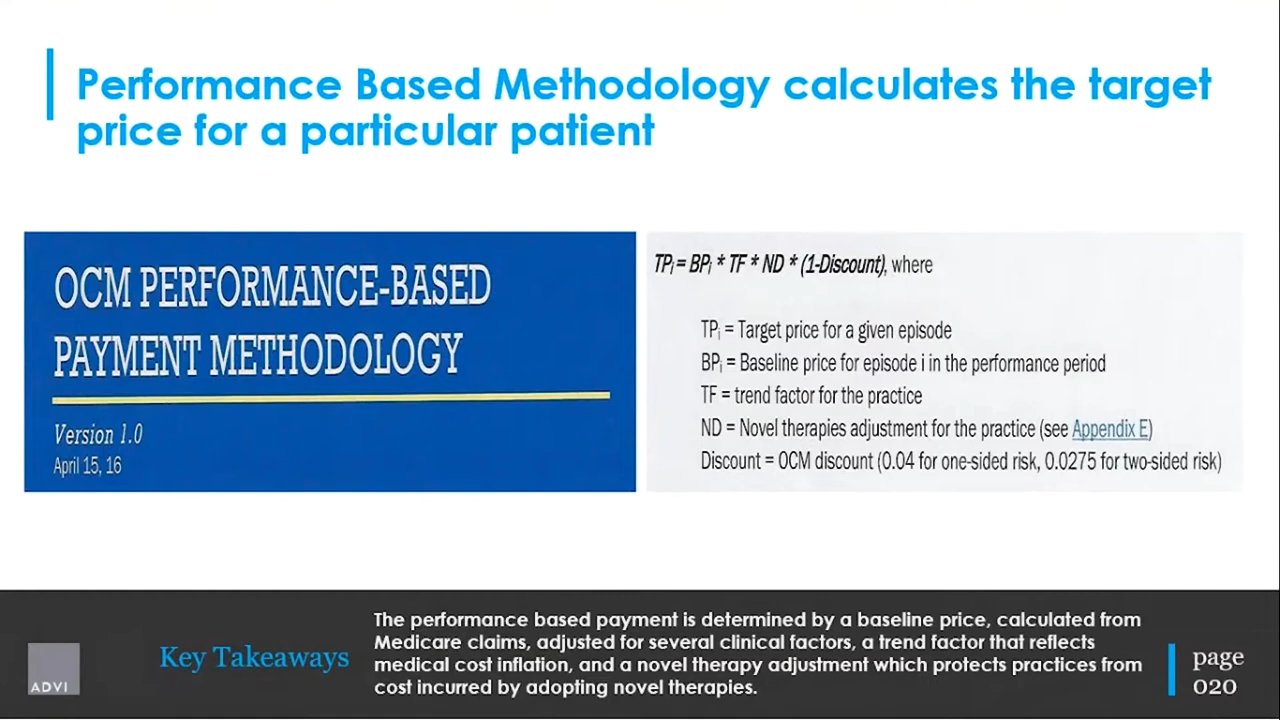 Performance Based Methodology calculates the target
price for a particular patient
OCM PERFORMANCE-BASED
PAYMENT METHODOLOGY
Version 1.0
April 15, 16
TPi = BPi * TF * ND * (1-Discount), where
TPi = Target price for a given episode
BPi = Baseline price for episode i in the performance period
TF = trend factor for the practice
ND = Novel therapies adjustment for the practice (see Appendix E)
Discount = OCM discount (0.04 for one-sided risk, 0.0275 for two-sided risk)
ADVI
Key Takeaways
The performance based payment is determined by a baseline price, calculated from
Medicare claims, adjusted for several clinical factors, a trend factor that reflects
medical cost inflation, and a novel therapy adjustment which protects practices from
cost incurred by adopting novel therapies.
page
020